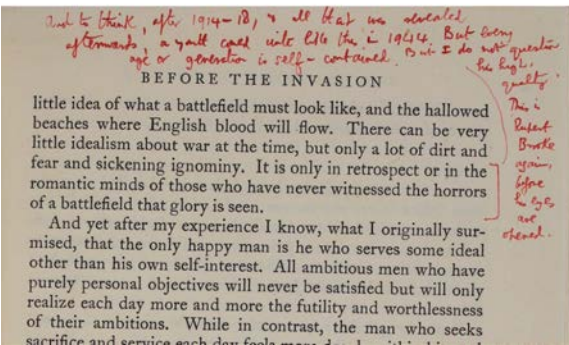 And to think, after 1914–18, & all that was revealed
afterwards, a youth could write like this in 1944. But every
age or generation is self-contained. But I do not question
his high
quality.
This is
Rupert
Brooke
again,
before
his eyes
are
opened.
BEFORE THE INVASION
little idea of what a battlefield must look like, and the hallowed
beaches where English blood will flow. There can be very
little idealism about war at the time, but only a lot of dirt and
fear and sickening ignominy. It is only in retrospect or in the
romantic minds of those who have never witnessed the horrors
of a battlefield that glory is seen.
And yet after my experience I know, what I originally sur-
mised, that the only happy man is he who serves some ideal
other than his own self-interest. All ambitious men who have
purely personal objectives will never be satisfied but will only
realize each day more and more the futility and worthlessness
of their ambitions. While in contrast, the man who seeks
sacrifice and service each day feels more